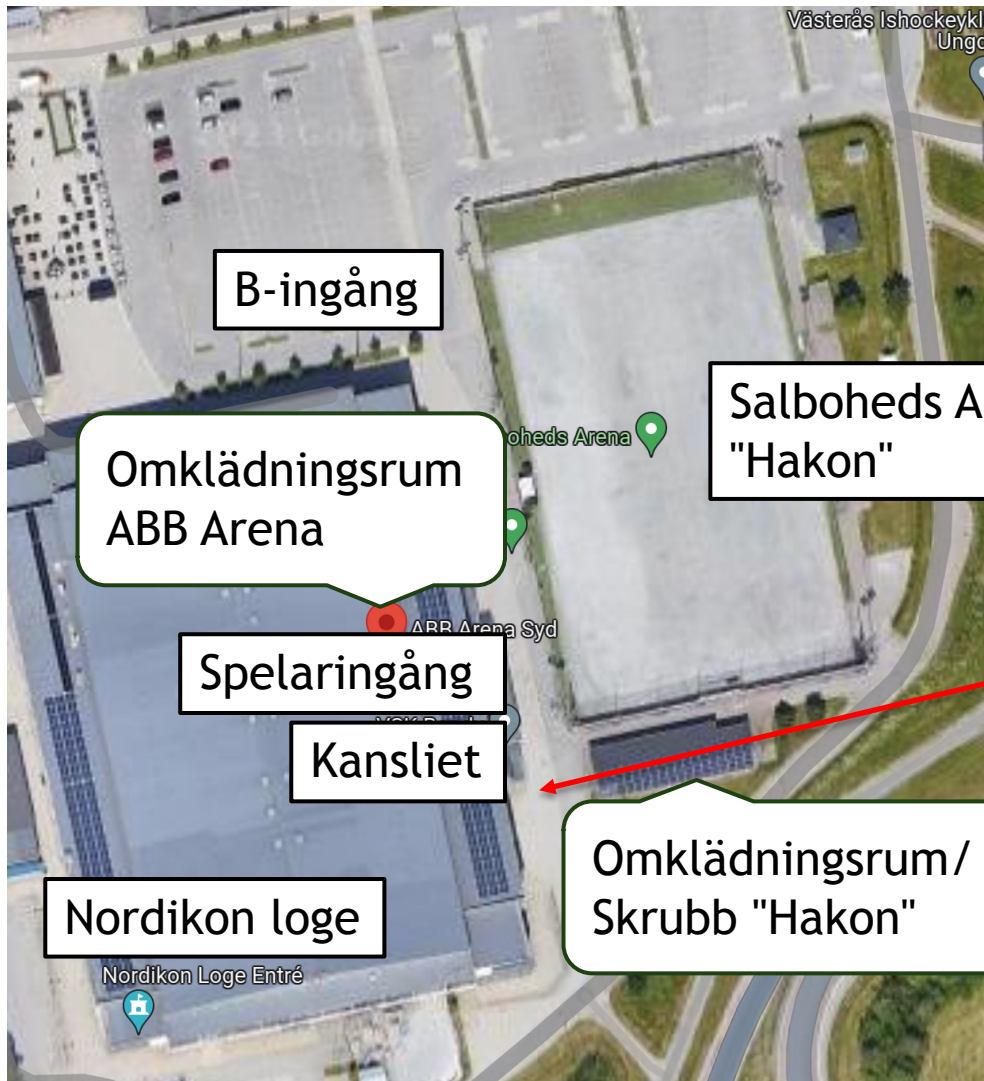 Västerås Ishockeykl
Ungd
B-ingång
Salboheds A
"Hakon"
oheds Arena
Omklädningsrum
ABB Arena
ABB Arena Syd
Spelaringång
Kansliet
Omklädningsrum/
Skrubb "Hakon"
Nordikon loge
Nordikon Loge Entré